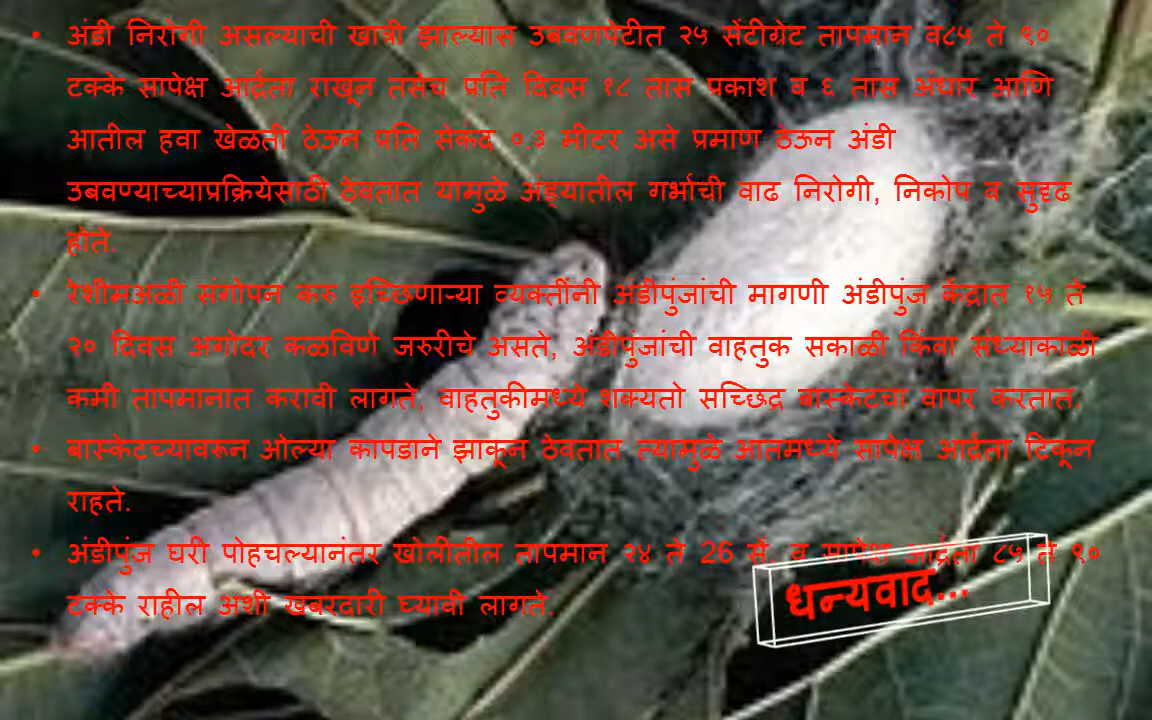 • अंडी निरोगी असल्याची खात्री झाल्यास उबवणपेटीत २५ सेंटीग्रेट तापमान व८५ ते ९०
टक्के सापेक्ष आर्द्रता राखून तसेच प्रति दिवस १८ तास प्रकाश व ६ तास अंधार आणि
आतील हवा खेळती ठेऊन प्रति सेकंद ०.३ मीटर असे प्रमाण ठेऊन अंडी
उबवण्याच्याप्रक्रियेसाठी ठेवतात यामुळे अंड्यातील गर्भाची वाढ निरोगी, निकोप व सुदृढ
होते.
• रेशीमअळी संगोपन करु इच्छिणाऱ्या व्यक्तींनी अंडीपुंजांची मागणी अंडीपुंज केंद्रात १५ ते
२० दिवस अगोदर कळविणे जरुरीचे असते, अंडीपुंजांची वाहतुक सकाळी किंवा संध्याकाळी
कमी तापमानात करावी लागते, वाहतुकीमध्ये शक्यतो सच्छिद्र बास्केटचा वापर करतात.
• बास्केटच्यावरून ओल्या कापडाने झाकून ठेवतात त्यामुळे आतमध्ये सापेक्ष आर्द्रता टिकून
राहते.
• अंडीपुंज घरी पोहचल्यानंतर खोलीतील तापमान २४ ते 26 सें. व सापेक्ष आर्द्रता ८५ ते ९०
टक्के राहील अशी खबरदारी घ्यावी लागते.
धन्यवाद...